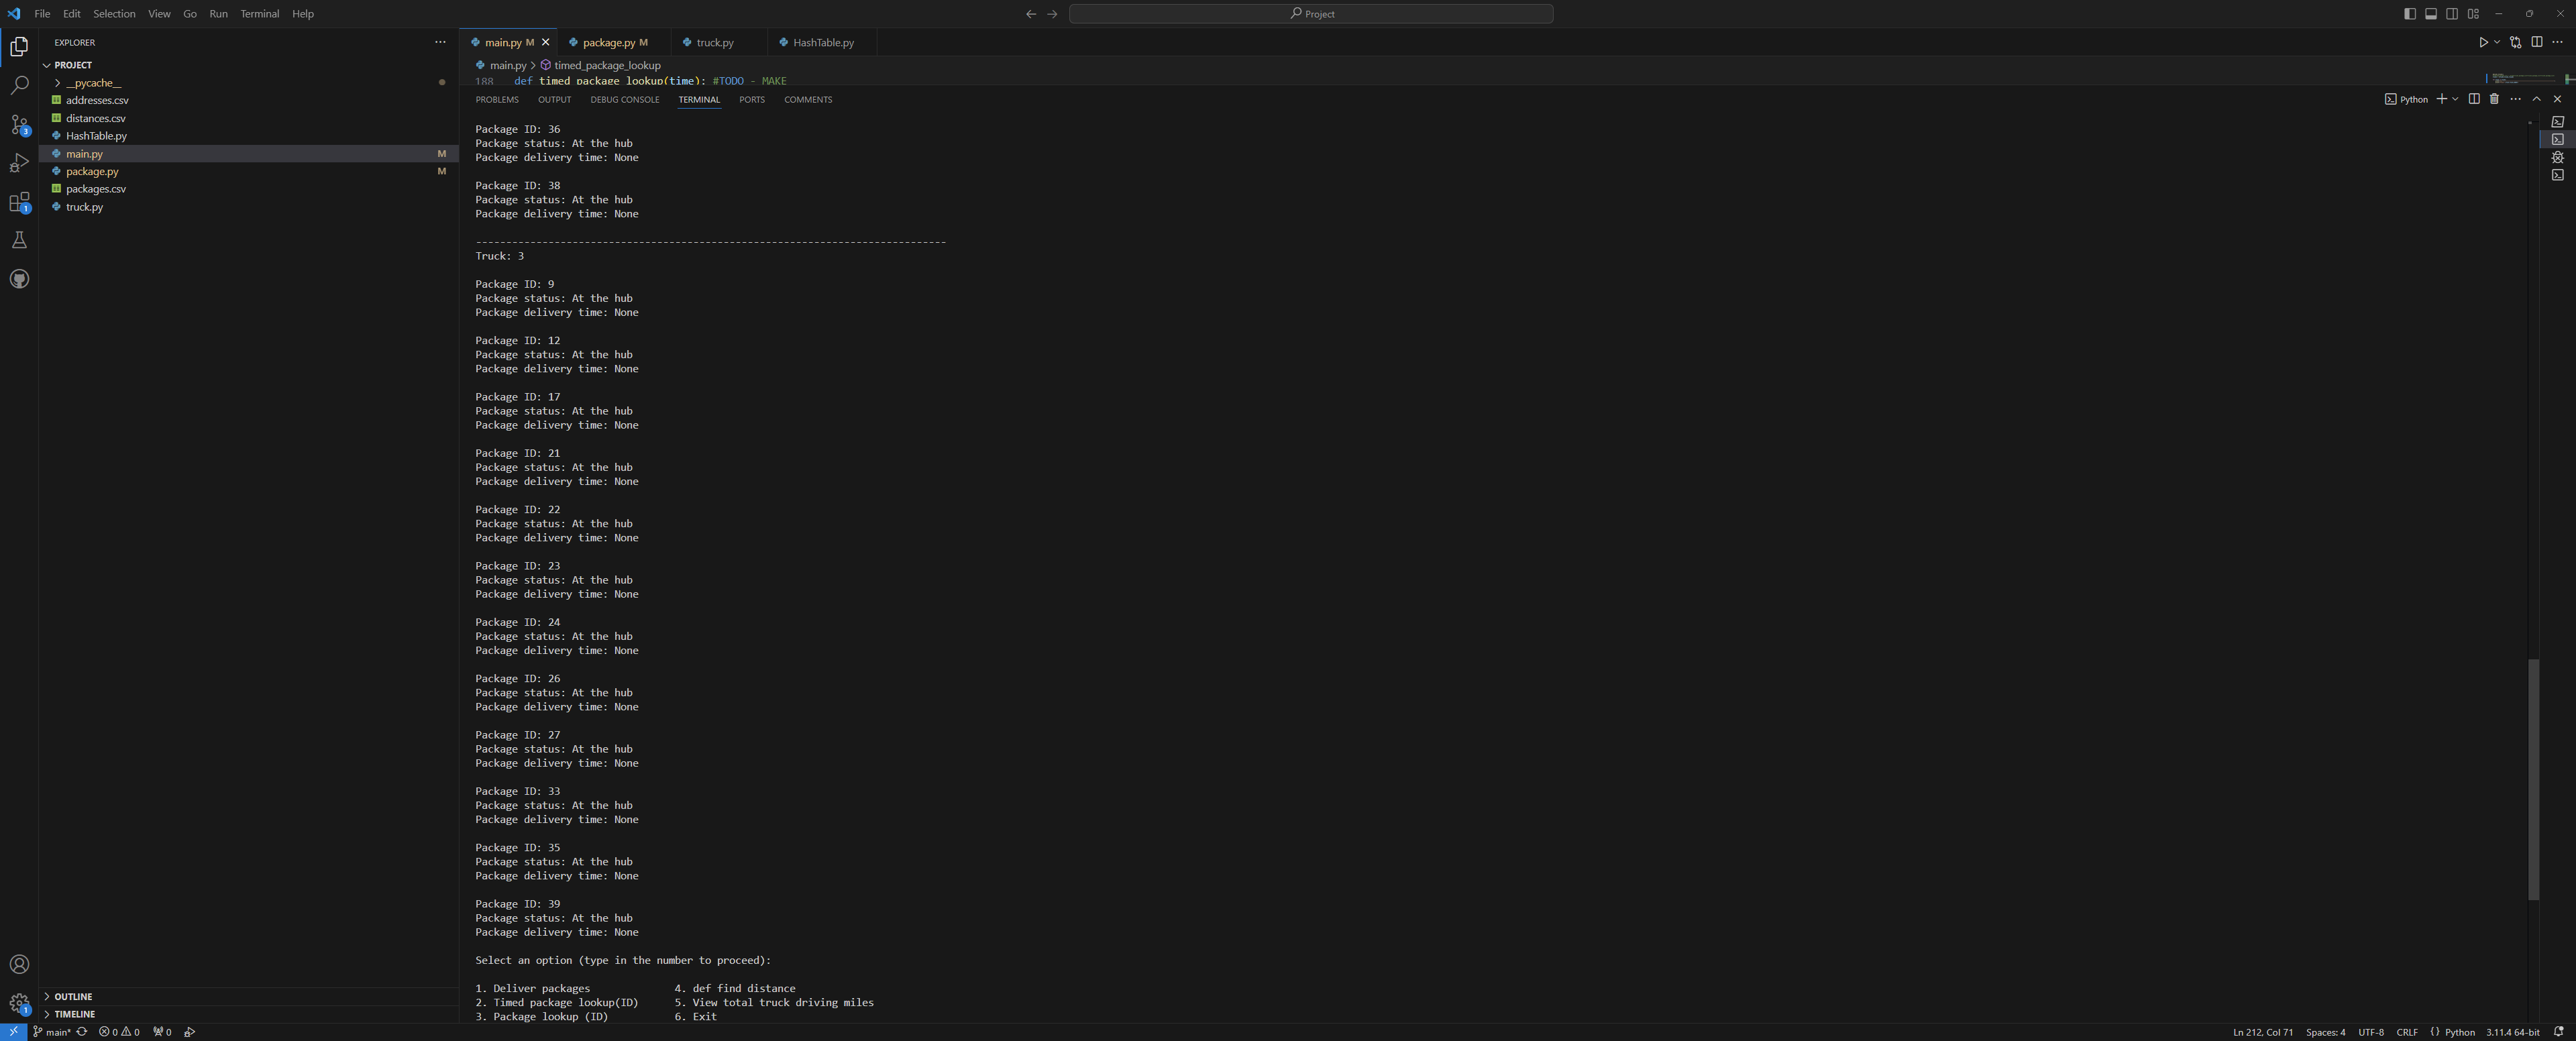 File Edit Selection View Go Run Terminal Help
Project
EXPLORER
PROJECT
__pycache__
addresses.csv
distances.csv
HashTable.py
main.py M
package.py M
packages.csv
truck.py
OUTLINE
TIMELINE
3
1
1
main.py M
package.py M
truck.py
HashTable.py
main.py > timed_package_lookup
188 def timed_package_lookup(time): #TODO - MAKE
PROBLEMS OUTPUT DEBUG CONSOLE TERMINAL PORTS COMMENTS
Python
Package ID: 36
Package status: At the hub
Package delivery time: None
Package ID: 38
Package status: At the hub
Package delivery time: None
------------------------------------------------------------------------------
Truck: 3
Package ID: 9
Package status: At the hub
Package delivery time: None
Package ID: 12
Package status: At the hub
Package delivery time: None
Package ID: 17
Package status: At the hub
Package delivery time: None
Package ID: 21
Package status: At the hub
Package delivery time: None
Package ID: 22
Package status: At the hub
Package delivery time: None
Package ID: 23
Package status: At the hub
Package delivery time: None
Package ID: 24
Package status: At the hub
Package delivery time: None
Package ID: 26
Package status: At the hub
Package delivery time: None
Package ID: 27
Package status: At the hub
Package delivery time: None
Package ID: 33
Package status: At the hub
Package delivery time: None
Package ID: 35
Package status: At the hub
Package delivery time: None
Package ID: 39
Package status: At the hub
Package delivery time: None
Select an option (type in the number to proceed):
1. Deliver packages 4. def find distance
2. Timed package lookup(ID) 5. View total truck driving miles
3. Package lookup (ID) 6. Exit
main* 0 0 0 Ln 212, Col 71 Spaces: 4 UTF-8 CRLF Python 3.11.4 64-bit